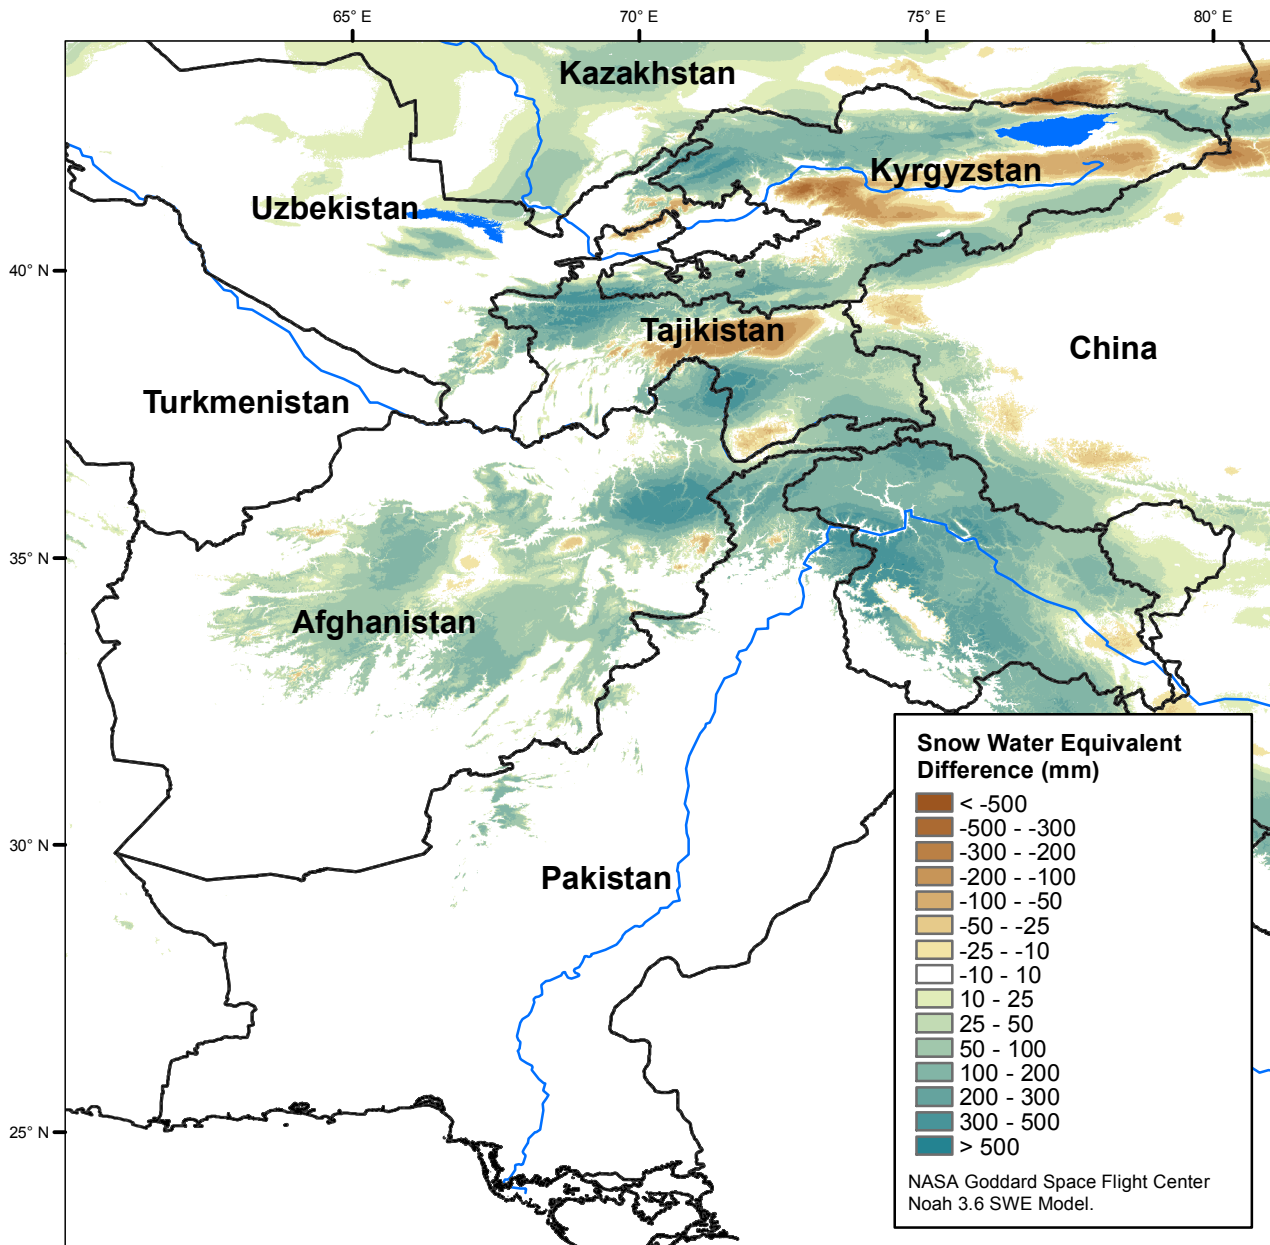 65° E 70° E 75° E 80° E
Kazakhstan
Kyrgyzstan
Uzbekistan
40° N
Tajikistan
China
Turkmenistan
35° N
Afghanistan
Snow Water Equivalent
Difference (mm)
< -500
-500 - -300
-300 - -200
-200 - -100
-100 - -50
-50 - -25
-25 - -10
-10 - 10
10 - 25
25 - 50
50 - 100
100 - 200
200 - 300
300 - 500
> 500
NASA Goddard Space Flight Center
Noah 3.6 SWE Model.
30° N
Pakistan
25° N